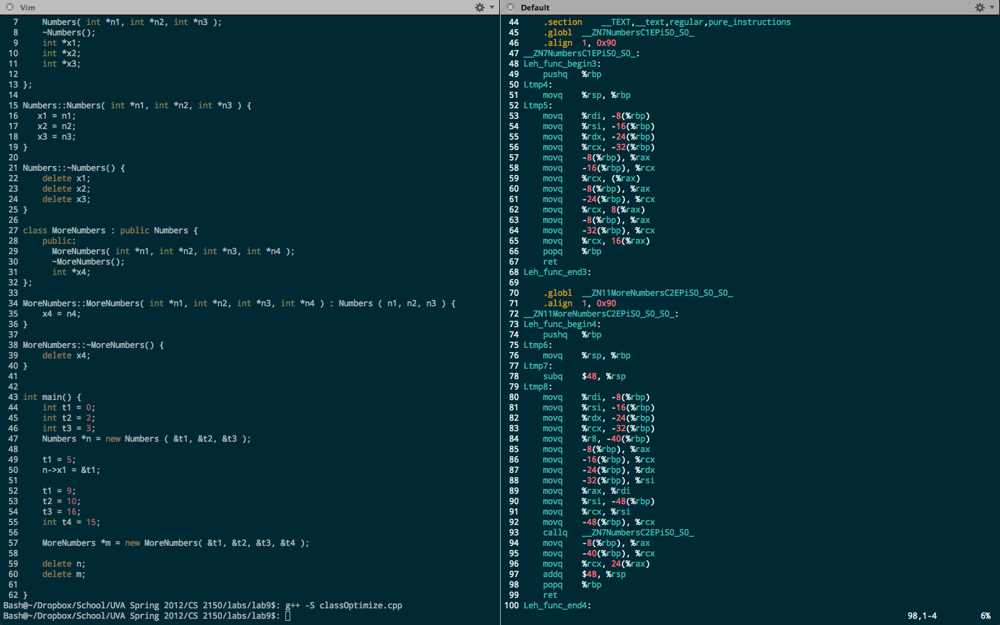 Vim
7 Numbers( int *n1, int *n2, int *n3 );
8 ~Numbers();
9 int *x1;
10 int *x2;
11 int *x3;
12
13 };
14
15 Numbers::Numbers( int *n1, int *n2, int *n3 ) {
16 x1 = n1;
17 x2 = n2;
18 x3 = n3;
19 }
20
21 Numbers::~Numbers() {
22 delete x1;
23 delete x2;
24 delete x3;
25 }
26
27 class MoreNumbers : public Numbers {
28 public:
29 MoreNumbers( int *n1, int *n2, int *n3, int *n4 );
30 ~MoreNumbers();
31 int *x4;
32 };
33
34 MoreNumbers::MoreNumbers( int *n1, int *n2, int *n3, int *n4 ) : Numbers ( n1, n2, n3 ) {
35 x4 = n4;
36 }
37
38 MoreNumbers::~MoreNumbers() {
39 delete x4;
40 }
41
42
43 int main() {
44 int t1 = 0;
45 int t2 = 2;
46 int t3 = 3;
47 Numbers *n = new Numbers ( &t1, &t2, &t3 );
48
49 t1 = 5;
50 n->x1 = &t1;
51
52 t1 = 9;
53 t2 = 10;
54 t3 = 16;
55 int t4 = 15;
56
57 MoreNumbers *m = new MoreNumbers( &t1, &t2, &t3, &t4 );
58
59 delete n;
60 delete m;
61
62 }
Bash@~/Dropbox/School/UVA Spring 2012/CS 2150/labs/lab9$: g++ -S classOptimize.cpp
Bash@~/Dropbox/School/UVA Spring 2012/CS 2150/labs/lab9$:
Default
44 .section __TEXT,__text,regular,pure_instructions
45 .globl __ZN7NumbersC1EPiS0_S0_
46 .align 1, 0x90
47 __ZN7NumbersC1EPiS0_S0_:
48 Leh_func_begin3:
49 pushq %rbp
50 Ltmp4:
51 movq %rsp, %rbp
52 Ltmp5:
53 movq %rdi, -8(%rbp)
54 movq %rsi, -16(%rbp)
55 movq %rdx, -24(%rbp)
56 movq %rcx, -32(%rbp)
57 movq -8(%rbp), %rax
58 movq -16(%rbp), %rcx
59 movq %rcx, (%rax)
60 movq -8(%rbp), %rax
61 movq -24(%rbp), %rcx
62 movq %rcx, 8(%rax)
63 movq -8(%rbp), %rax
64 movq -32(%rbp), %rcx
65 movq %rcx, 16(%rax)
66 popq %rbp
67 ret
68 Leh_func_end3:
69
70 .globl __ZN11MoreNumbersC2EPiS0_S0_S0_
71 .align 1, 0x90
72 __ZN11MoreNumbersC2EPiS0_S0_S0_:
73 Leh_func_begin4:
74 pushq %rbp
75 Ltmp6:
76 movq %rsp, %rbp
77 Ltmp7:
78 subq $48, %rsp
79 Ltmp8:
80 movq %rdi, -8(%rbp)
81 movq %rsi, -16(%rbp)
82 movq %rdx, -24(%rbp)
83 movq %rcx, -32(%rbp)
84 movq %r8, -40(%rbp)
85 movq -8(%rbp), %rax
86 movq -16(%rbp), %rcx
87 movq -24(%rbp), %rdx
88 movq -32(%rbp), %rsi
89 movq %rax, %rdi
90 movq %rsi, -48(%rbp)
91 movq %rcx, %rsi
92 movq -48(%rbp), %rcx
93 callq __ZN7NumbersC2EPiS0_S0_
94 movq -8(%rbp), %rax
95 movq -40(%rbp), %rcx
96 movq %rcx, 24(%rax)
97 addq $48, %rsp
98 popq %rbp
99 ret
100 Leh_func_end4:
98,1-4 6%